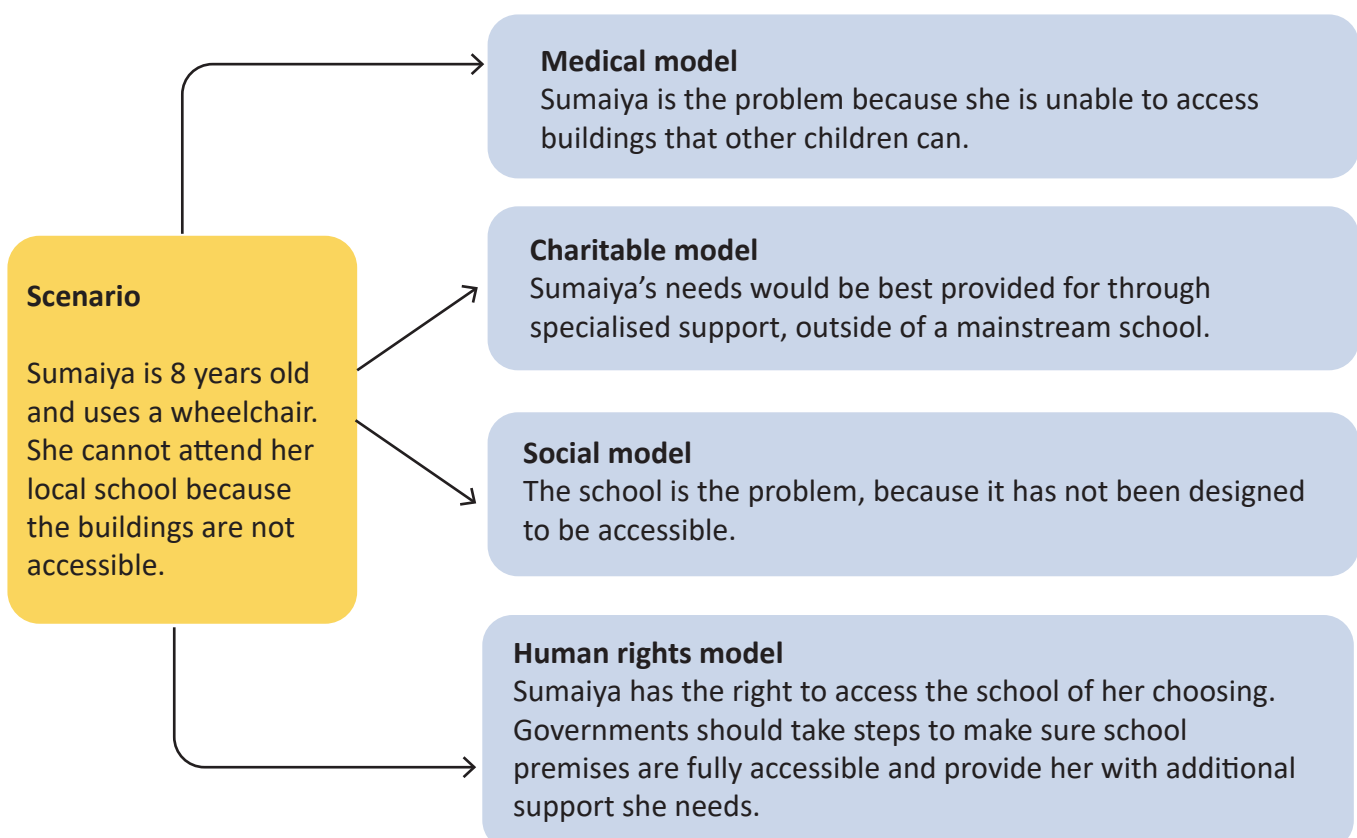 Scenario
Sumaiya is 8 years old
and uses a wheelchair.
She cannot attend her
local school because
the buildings are not
accessible.
Medical model
Sumaiya is the problem because she is unable to access
buildings that other children can.
Charitable model
Sumaiya’s needs would be best provided for through
specialised support, outside of a mainstream school.
Social model
The school is the problem, because it has not been designed
to be accessible.
Human rights model
Sumaiya has the right to access the school of her choosing.
Governments should take steps to make sure school
premises are fully accessible and provide her with additional
support she needs.